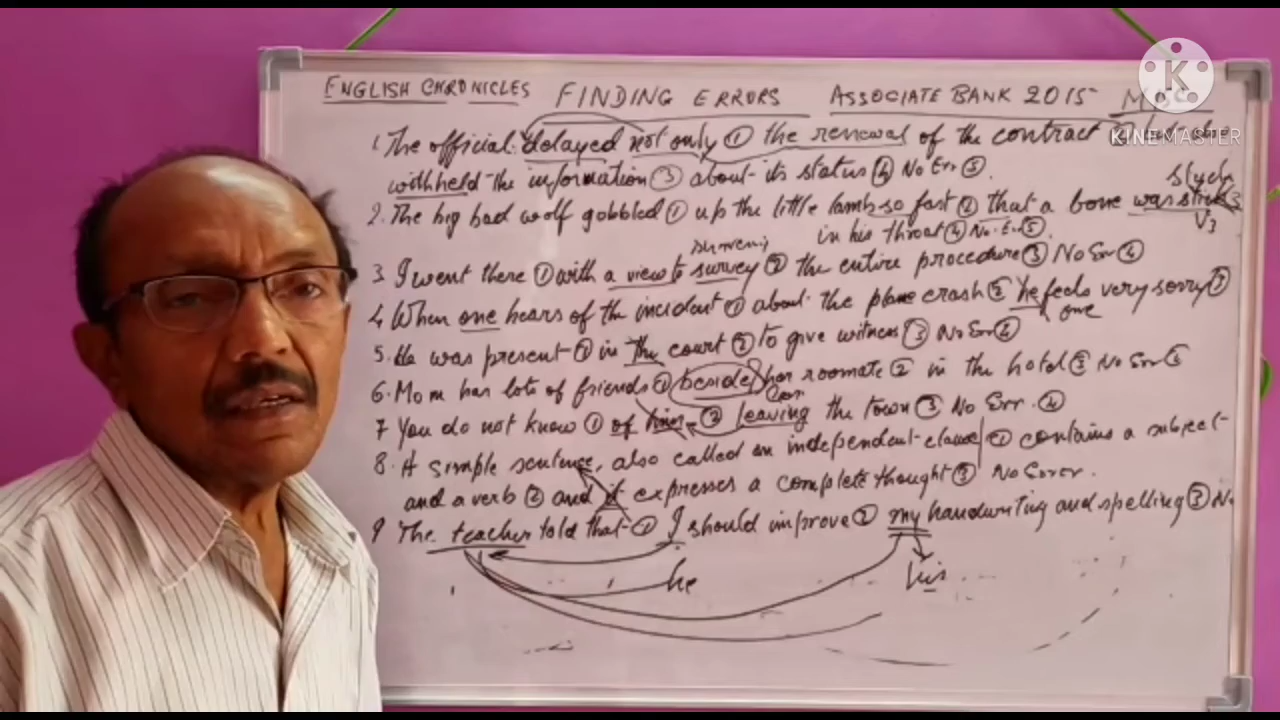 ENGLISH CHRONICLES FINDING ERRORS ASSOCIATE BANK 2015
K
KINEMASTER
1. The official delayed not only ① the renewal of the contract
withheld the information ③ about its status ④ No Err ⑤.
2. The big bad wolf gobbled ① up the little lamb so fast ② that a bone was
V3
in his throat ④ No Err ⑤.
3. I went there ① with a view to survey ② the entire procedure ③ No Err ④
4. When one hears of the incident ① about the plane crash ② he feels very sorry ③
one
5. He was present ① in the court ② to give witness ③ No Err ④
6. Mom has lots of friends ① beside her roomate ② in the hotel ③ No Err
7. You do not know ① of him ② leaving the town ③ No Err. ④
8. A simple sentence, also called an independent clause ① contains a subject
and a verb ② and it expresses a complete thought ③ No Error.
9. The teacher told that ① I should improve ② my handwriting and spelling ③ No
he his